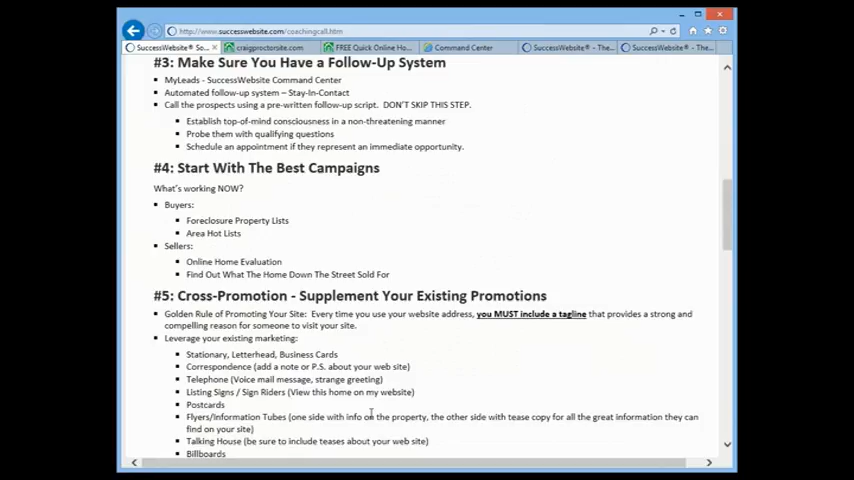 http://www.successwebsite.com/coachingcall.htm
SuccessWebsite® So...
craigproctorsite.com
FREE Quick Online Ho...
Command Center
SuccessWebsite® - The...
SuccessWebsite® - The...
#3: Make Sure You Have a Follow-Up System
MyLeads - SuccessWebsite Command Center
Automated follow-up system – Stay-In-Contact
Call the prospects using a pre-written follow-up script. DON'T SKIP THIS STEP.
Establish top-of-mind consciousness in a non-threatening manner
Probe them with qualifying questions
Schedule an appointment if they represent an immediate opportunity.
#4: Start With The Best Campaigns
What's working NOW?
Buyers:
Foreclosure Property Lists
Area Hot Lists
Sellers:
Online Home Evaluation
Find Out What The Home Down The Street Sold For
#5: Cross-Promotion - Supplement Your Existing Promotions
Golden Rule of Promoting Your Site: Every time you use your website address, you MUST include a tagline that provides a strong and
compelling reason for someone to visit your site.
Leverage your existing marketing:
Stationary, Letterhead, Business Cards
Correspondence (add a note or P.S. about your web site)
Telephone (Voice mail message, strange greeting)
Listing Signs / Sign Riders (View this home on my website)
Postcards
Flyers/Information Tubes (one side with info on the property, the other side with tease copy for all the great information they can
find on your site)
Talking House (be sure to include teases about your web site)
Billboards